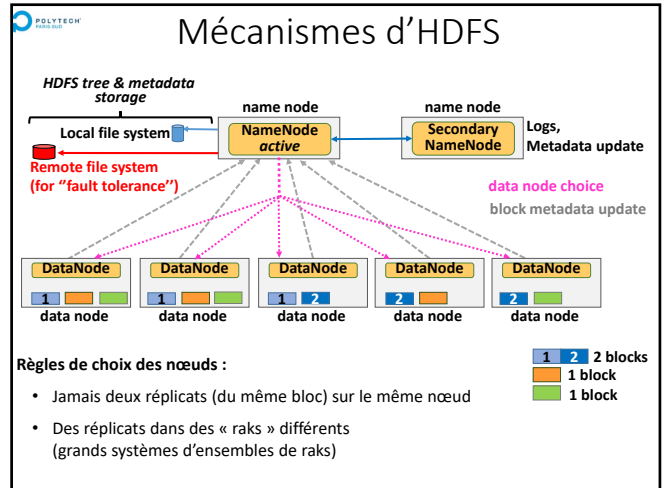 POLYTECH'
PARIS-SUD
Mécanismes d'HDFS
HDFS tree & metadata
storage
name node
name node
Local file system
NameNode
active
Secondary
NameNode
Logs,
Metadata update
Remote file system
(for "fault tolerance")
data node choice
block metadata update
DataNode
DataNode
DataNode
DataNode
DataNode
1
1
1 2
2
2
data node
data node
data node
data node
data node
Règles de choix des nœuds :
1 2 2 blocks
1 block
1 block
• Jamais deux réplicats (du même bloc) sur le même nœud
• Des réplicats dans des « raks » différents
(grands systèmes d'ensembles de raks)